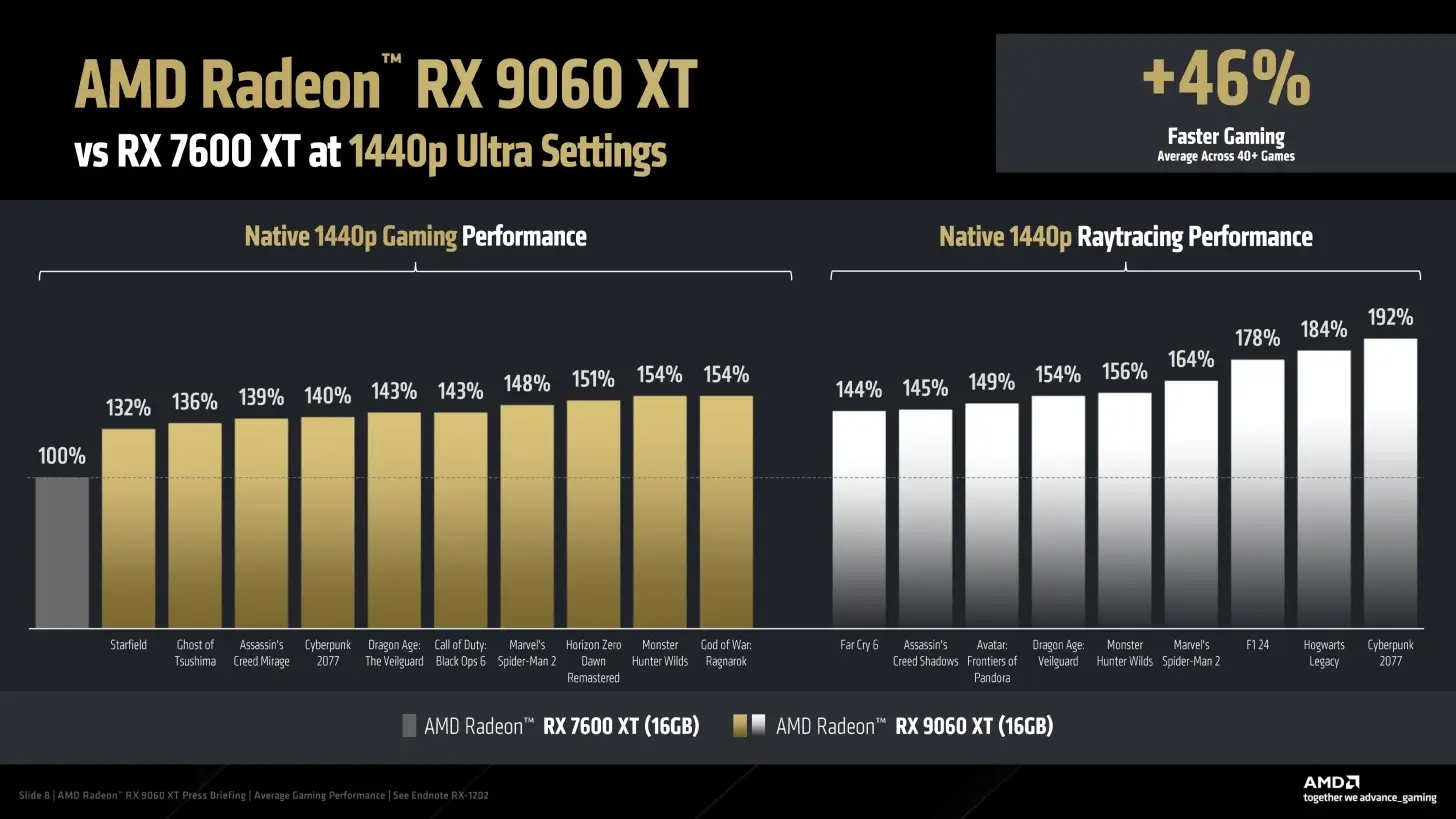 AMD Radeon™ RX 9060 XT
vs RX 7600 XT at 1440p Ultra Settings
+46%
Faster Gaming
Average Across 40+ Games
Native 1440p Gaming Performance
100%
132%
136%
139%
140%
143%
143%
148%
151%
154%
154%
Starfield
Ghost of
Tsushima
Assassin's
Creed Mirage
Cyberpunk
2077
Dragon Age:
The Veilguard
Call of Duty:
Black Ops 6
Marvel's
Spider-Man 2
Horizon Zero
Dawn
Remastered
Monster
Hunter Wilds
God of War:
Ragnarok
Native 1440p Raytracing Performance
144%
145%
149%
154%
156%
164%
178%
184%
192%
Far Cry 6
Assassin's
Creed Shadows
Avatar:
Frontiers of
Pandora
Dragon Age:
Veilguard
Monster
Hunter Wilds
Marvel's
Spider-Man 2
F1 24
Hogwarts
Legacy
Cyberpunk
2077
AMD Radeon™ RX 7600 XT (16GB)
AMD Radeon™ RX 9060 XT (16GB)
Slide 8 | AMD Radeon™ RX 9060 XT Press Briefing | Average Gaming Performance | See Endnote RX-1202
AMD
together we advance_gaming